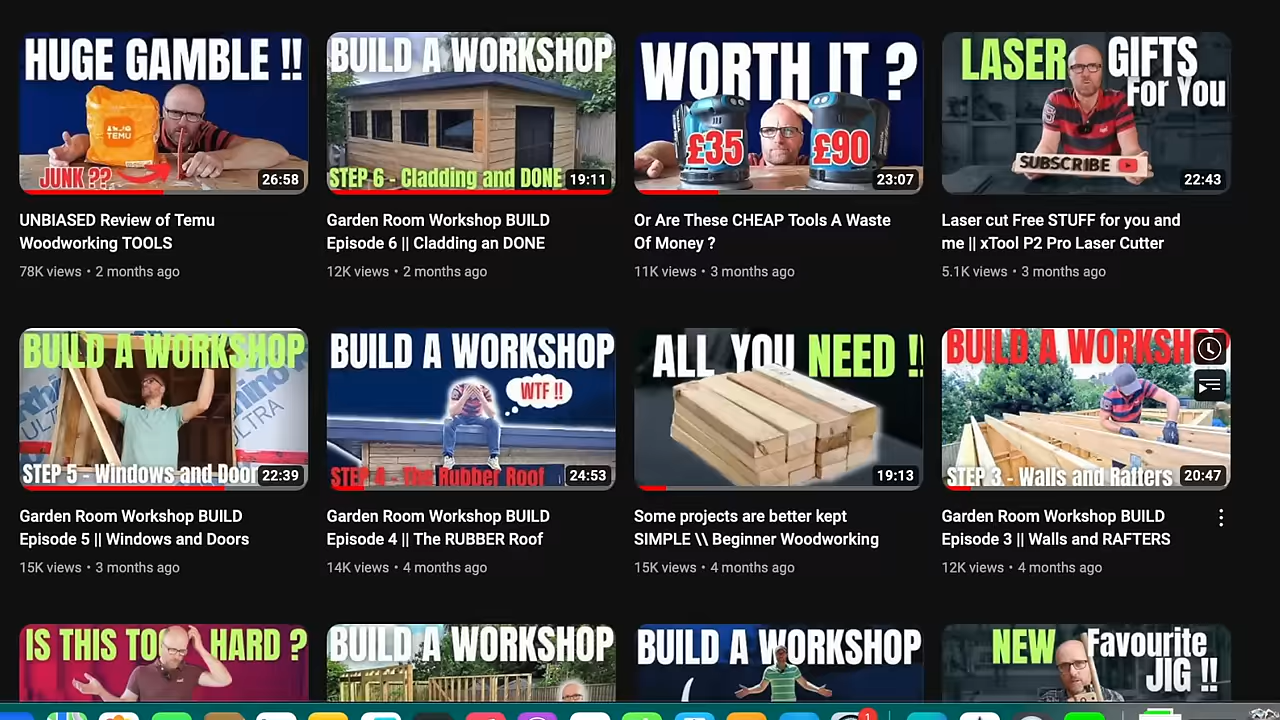 HUGE GAMBLE !!
TEMU
JUNK ??
26:58
UNBIASED Review of Temu
Woodworking TOOLS
78K views • 2 months ago
BUILD A WORKSHOP
STEP 6 - Cladding and DONE
19:11
Garden Room Workshop BUILD
Episode 6 || Cladding an DONE
12K views • 2 months ago
WORTH IT ?
£35
£90
23:07
Or Are These CHEAP Tools A Waste
Of Money ?
11K views • 3 months ago
LASER GIFTS
For You
SUBSCRIBE
22:43
Laser cut Free STUFF for you and
me || xTool P2 Pro Laser Cutter
5.1K views • 3 months ago
BUILD A WORKSHOP
ULTRA
ULTRA
STEP 5 - Windows and Door
22:39
Garden Room Workshop BUILD
Episode 5 || Windows and Doors
15K views • 3 months ago
BUILD A WORKSHOP
WTF !!
STEP 4 - The Rubber Roof
24:53
Garden Room Workshop BUILD
Episode 4 || The RUBBER Roof
14K views • 4 months ago
ALL YOU NEED !!
19:13
Some projects are better kept
SIMPLE \\ Beginner Woodworking
15K views • 4 months ago
BUILD A WORKSHOP
STEP 3 - Walls and Rafters
20:47
Garden Room Workshop BUILD
Episode 3 || Walls and RAFTERS
12K views • 4 months ago
IS THIS TOO HARD ?
BUILD A WORKSHOP
BUILD A WORKSHOP
NEW Favourite
JIG !!
1